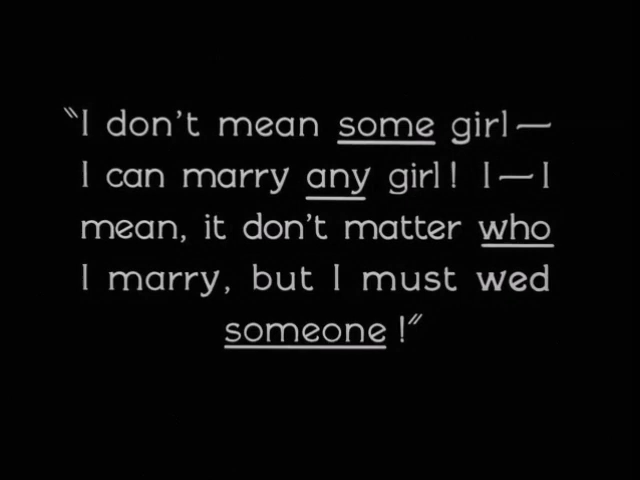 "I don't mean some girl—
I can marry any girl! I—I
mean, it don't matter who
I marry, but I must wed
someone!"